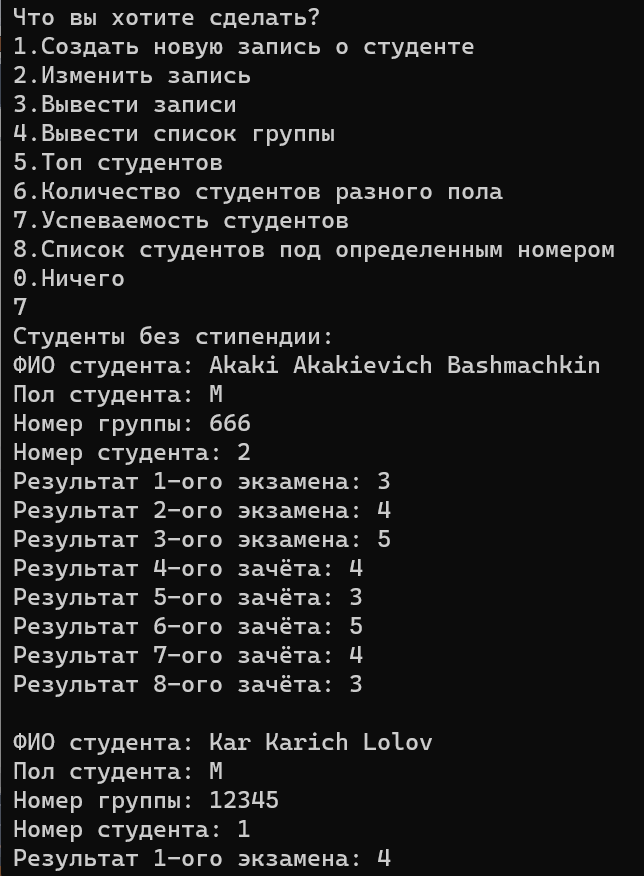 Что вы хотите сделать?
1.Создать новую запись о студенте
2.Изменить запись
3.Вывести записи
4.Вывести список группы
5.Топ студентов
6.Количество студентов разного пола
7.Успеваемость студентов
8.Список студентов под определенным номером
0.Ничего
7
Студенты без стипендии:
ФИО студента: Akaki Akakievich Bashmachkin
Пол студента: М
Номер группы: 666
Номер студента: 2
Результат 1-ого экзамена: 3
Результат 2-ого экзамена: 4
Результат 3-ого экзамена: 5
Результат 4-ого зачёта: 4
Результат 5-ого зачёта: 3
Результат 6-ого зачёта: 5
Результат 7-ого зачёта: 4
Результат 8-ого зачёта: 3
ФИО студента: Kar Karich Lolov
Пол студента: М
Номер группы: 12345
Номер студента: 1
Результат 1-ого экзамена: 4